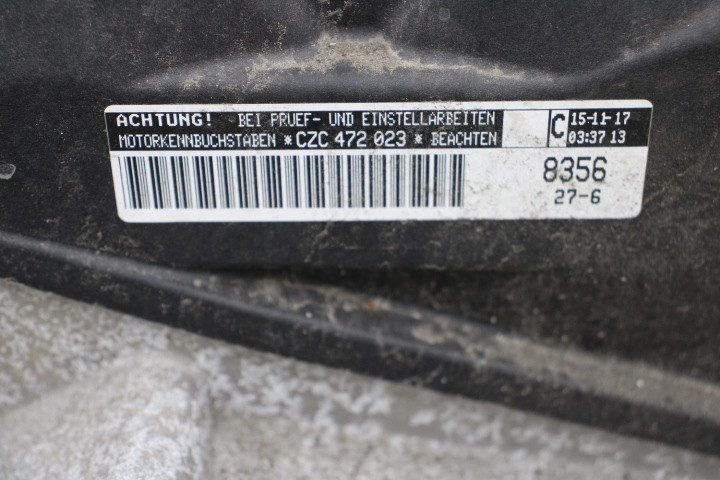 ACHTUNG! BEI PRUEF- UND EINSTELLARBEITEN
MOTORKENNBUCHSTABEN *CZC 472 023* BEACHTEN
C
15-11-17
03:37 13
8356
27-6